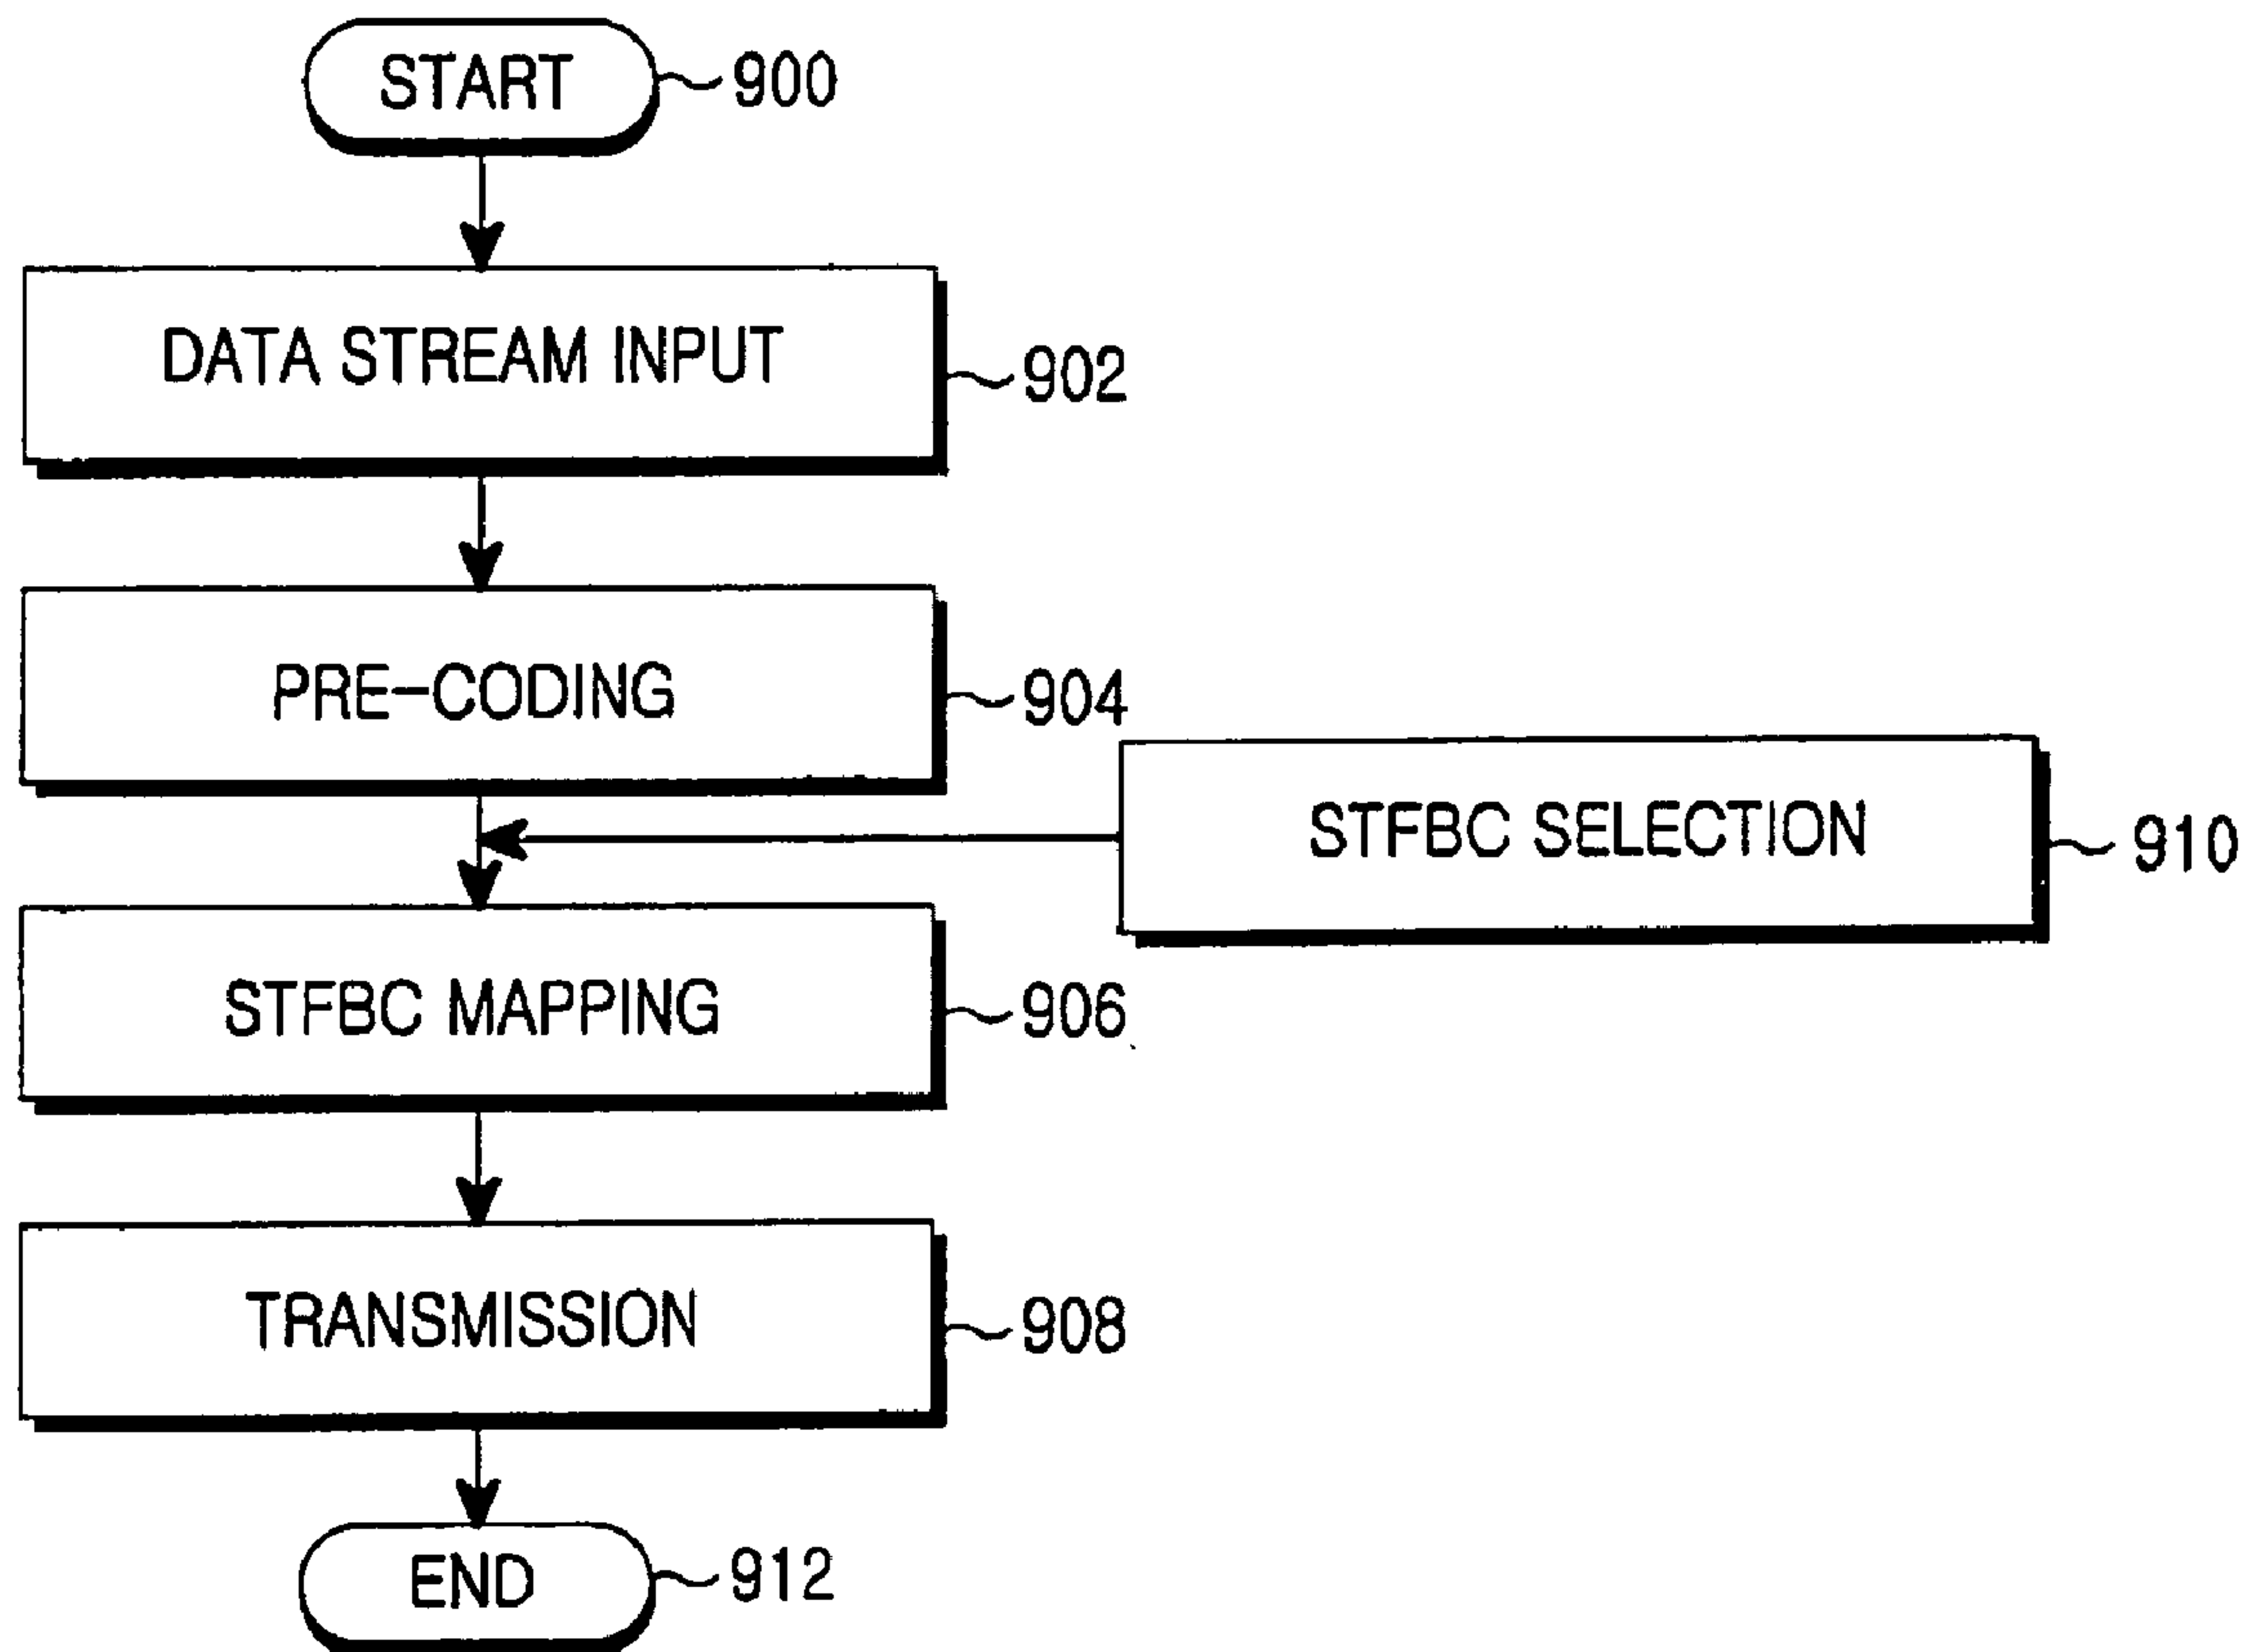 START
900
DATA STREAM INPUT
902
PRE-CODING
904
STFBC SELECTION
910
STFBC MAPPING
906
TRANSMISSION
908
END
912